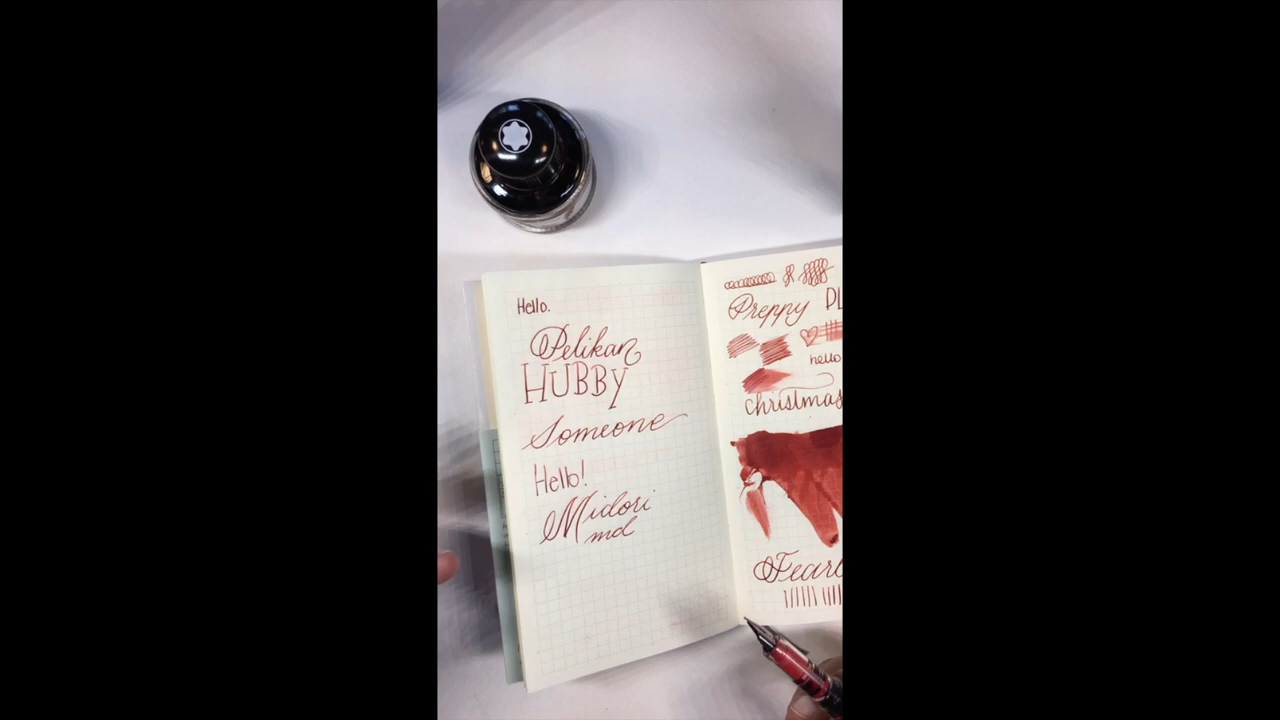 Hello.
Pelikan
HUBBY
Someone
Hello!
Midori
md
Preppy
hello
christmas